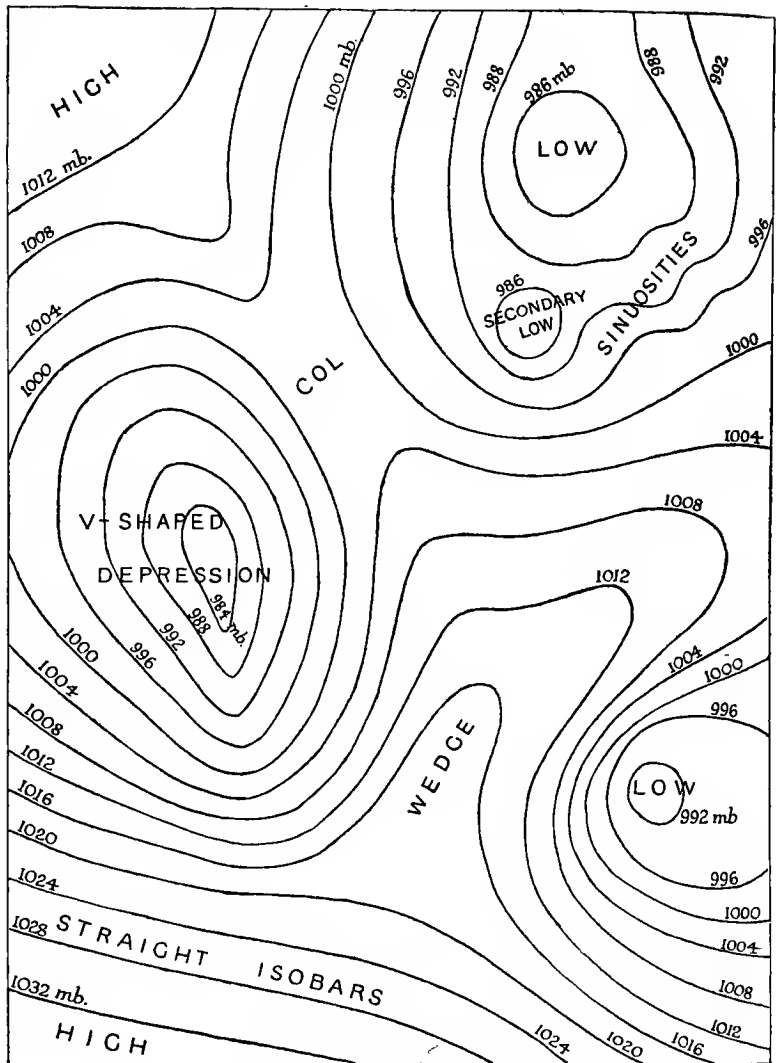 HIGH
1012 mb.
1008
1004
1000
1000 mb.
996
992
988
986 mb
988
992
996
LOW
986
SECONDARY
LOW
SINUOSITIES
1000
1004
COL
V-SHAPED
DEPRESSION
984 mb.
988
992
996
1000
1004
1008
1012
1016
1020
1024
1028
1032 mb.
1008
1012
1004
1000
996
LOW
992 mb
996
1000
1004
1008
1012
1016
1020
1024
WEDGE
STRAIGHT ISOBARS
HIGH